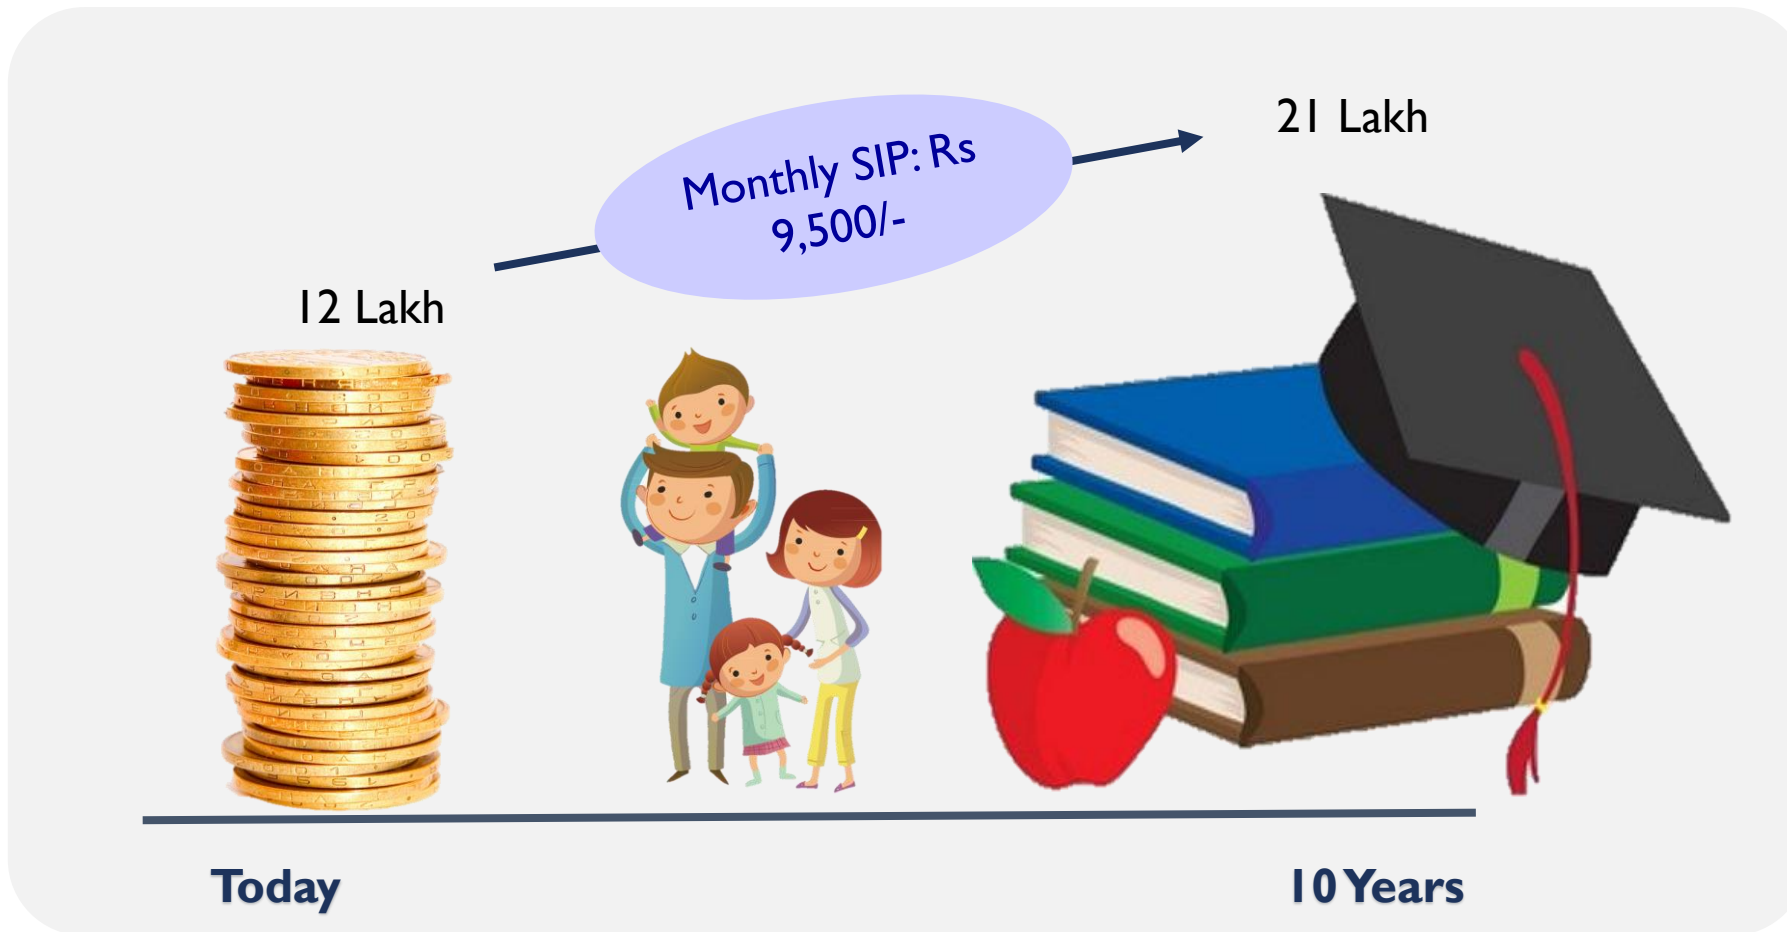 21 Lakh
Monthly SIP: Rs
9,500/-
12 Lakh
Today
10 Years